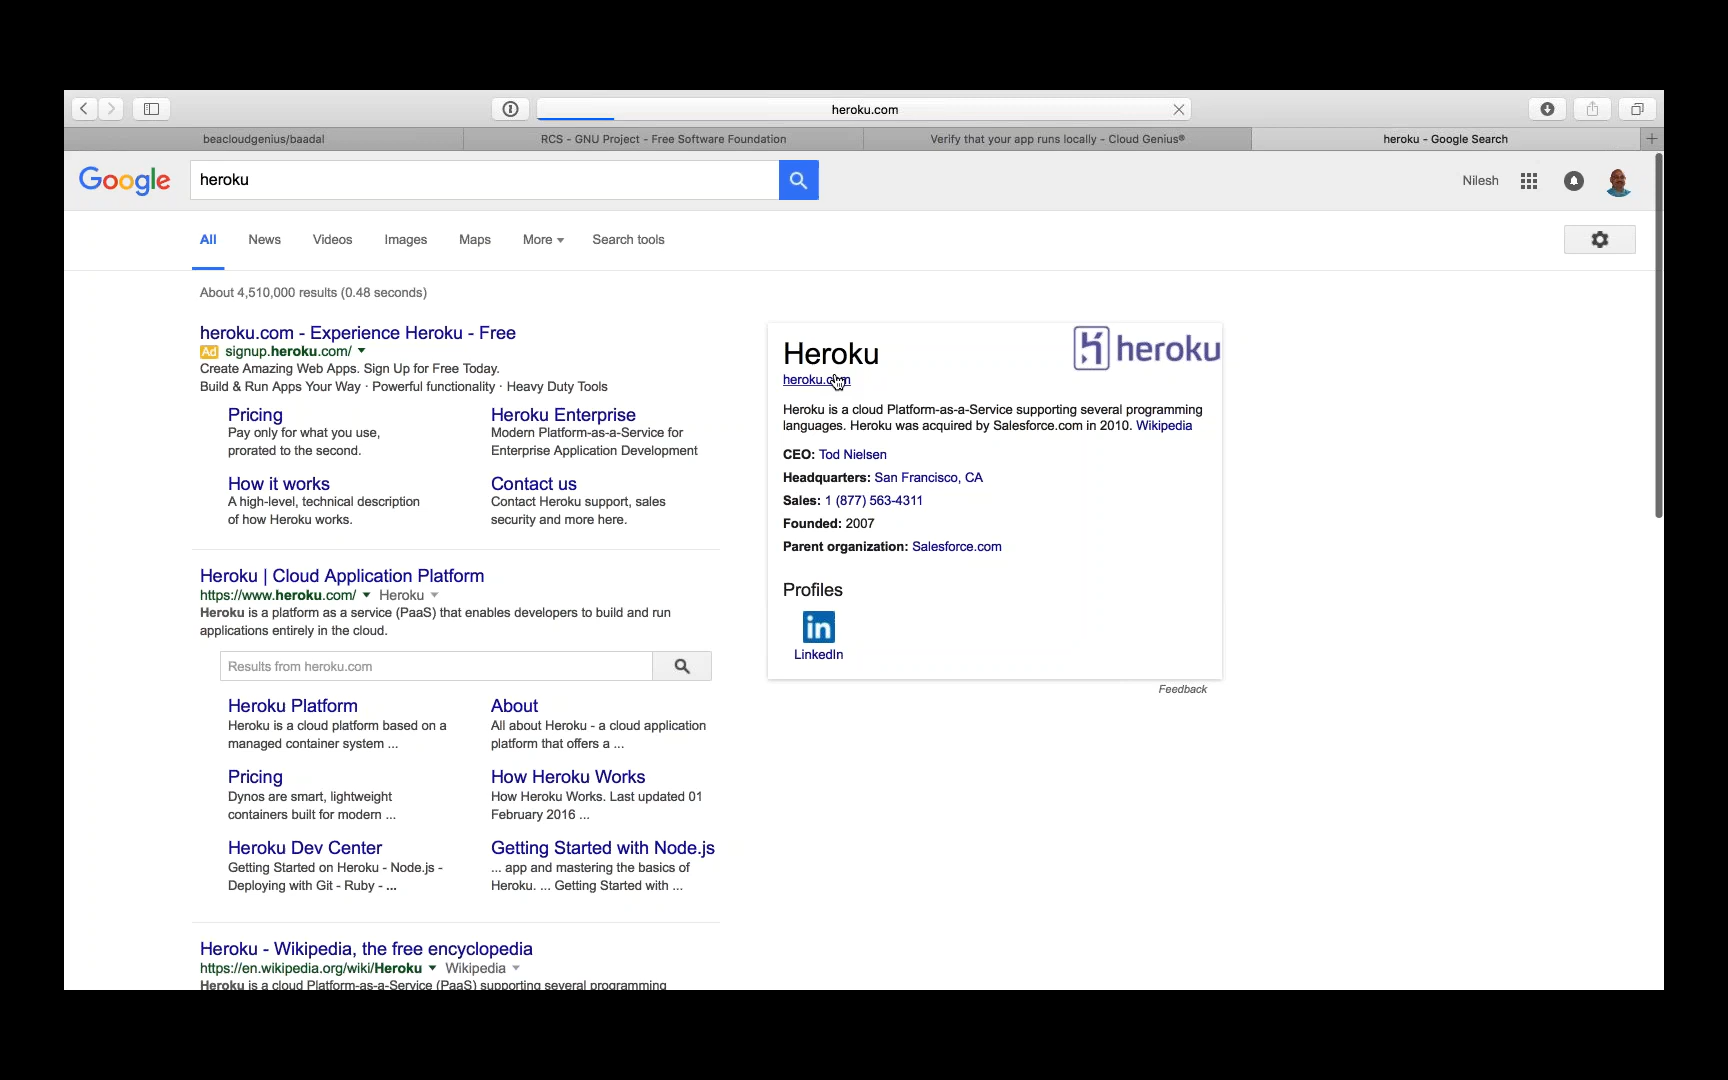 heroku.com
beacloudgenius/baadal
RCS - GNU Project - Free Software Foundation
Verify that your app runs locally - Cloud Genius®
heroku - Google Search
Google
heroku
Nilesh
All
News
Videos
Images
Maps
More
Search tools
About 4,510,000 results (0.48 seconds)
heroku.com - Experience Heroku - Free
Ad signup.heroku.com/
Create Amazing Web Apps. Sign Up for Free Today.
Build & Run Apps Your Way · Powerful functionality · Heavy Duty Tools
Pricing
Pay only for what you use,
prorated to the second.
Heroku Enterprise
Modern Platform-as-a-Service for
Enterprise Application Development
How it works
A high-level, technical description
of how Heroku works.
Contact us
Contact Heroku support, sales
security and more here.
Heroku | Cloud Application Platform
https://www.heroku.com/ Heroku
Heroku is a platform as a service (PaaS) that enables developers to build and run
applications entirely in the cloud.
Results from heroku.com
Heroku Platform
Heroku is a cloud platform based on a
managed container system ...
About
All about Heroku - a cloud application
platform that offers a ...
Pricing
Dynos are smart, lightweight
containers built for modern ...
How Heroku Works
How Heroku Works. Last updated 01
February 2016 ...
Heroku Dev Center
Getting Started on Heroku - Node.js -
Deploying with Git - Ruby - ...
Getting Started with Node.js
... app and mastering the basics of
Heroku. ... Getting Started with ...
Heroku - Wikipedia, the free encyclopedia
https://en.wikipedia.org/wiki/Heroku Wikipedia
Heroku is a cloud Platform-as-a-Service (PaaS) supporting several programming
Heroku
heroku
heroku.com
Heroku is a cloud Platform-as-a-Service supporting several programming
languages. Heroku was acquired by Salesforce.com in 2010. Wikipedia
CEO: Tod Nielsen
Headquarters: San Francisco, CA
Sales: 1 (877) 563-4311
Founded: 2007
Parent organization: Salesforce.com
Profiles
in
LinkedIn
Feedback